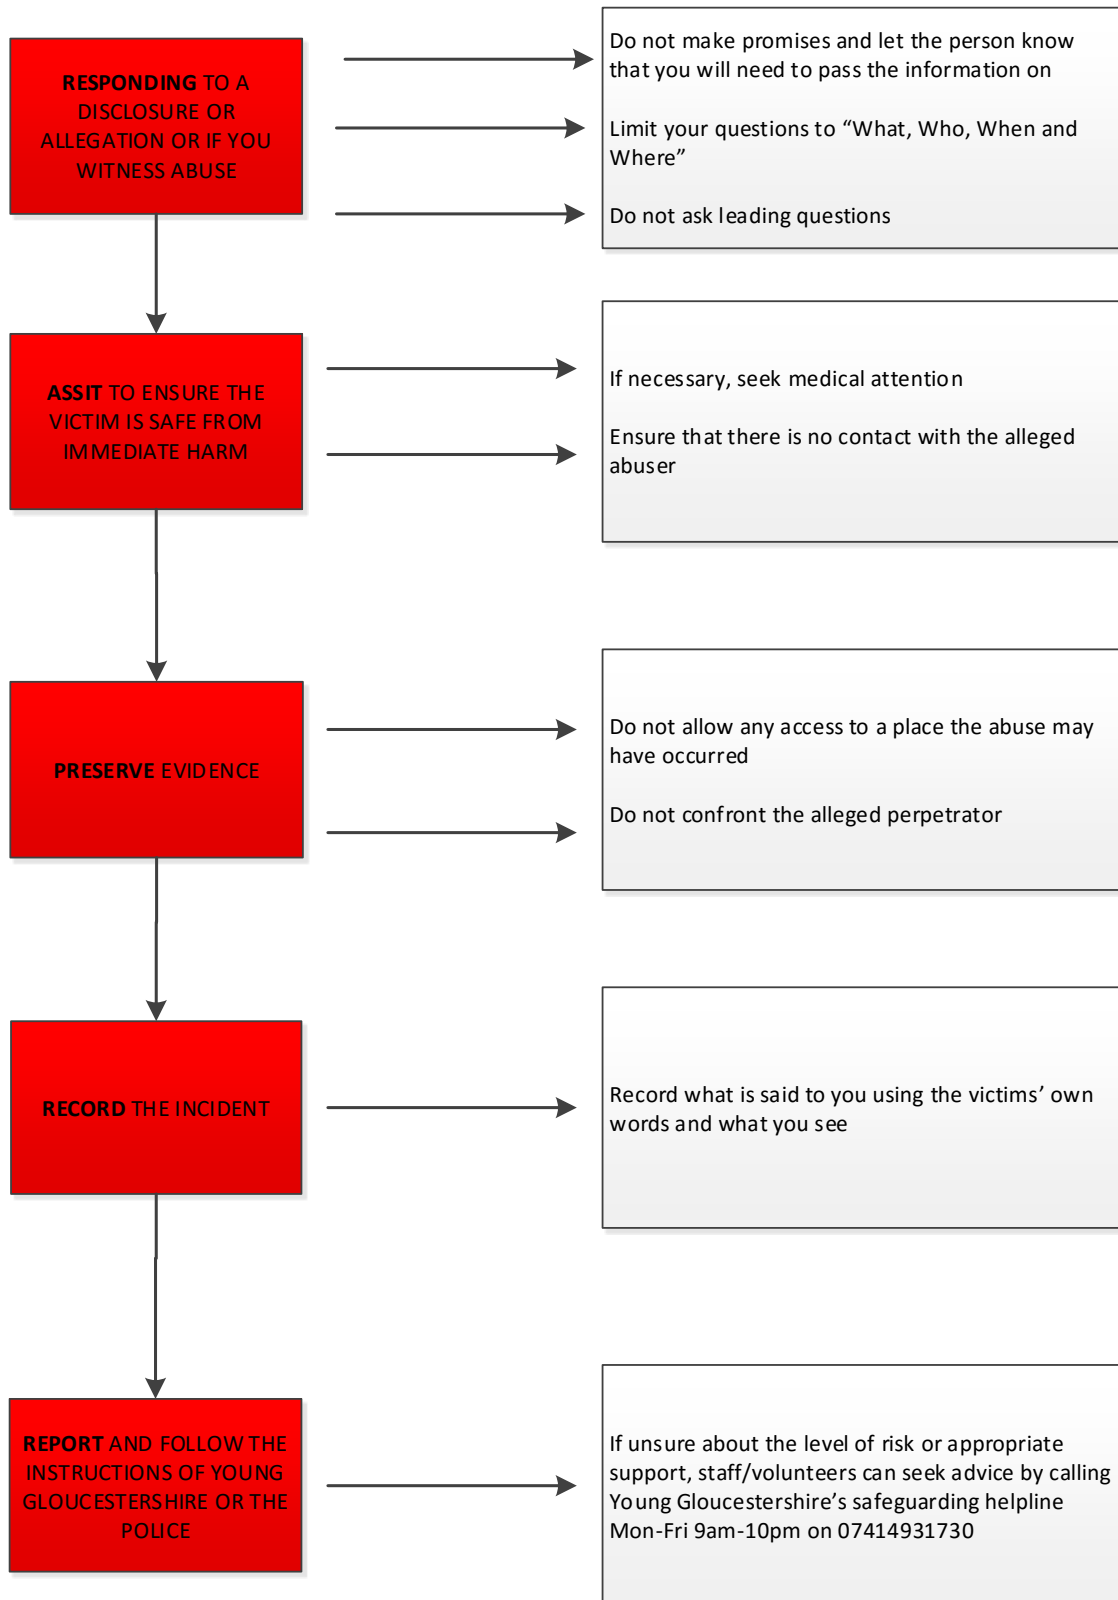 RESPONDING TO A
DISCLOSURE OR
ALLEGATION OR IF YOU
WITNESS ABUSE
Do not make promises and let the person know
that you will need to pass the information on
Limit your questions to “What, Who, When and
Where”
Do not ask leading questions
ASSIT TO ENSURE THE
VICTIM IS SAFE FROM
IMMEDIATE HARM
If necessary, seek medical attention
Ensure that there is no contact with the alleged
abuser
PRESERVE EVIDENCE
Do not allow any access to a place the abuse may
have occurred
Do not confront the alleged perpetrator
RECORD THE INCIDENT
Record what is said to you using the victims’ own
words and what you see
REPORT AND FOLLOW THE
INSTRUCTIONS OF YOUNG
GLOUCESTERSHIRE OR THE
POLICE
If unsure about the level of risk or appropriate
support, staff/volunteers can seek advice by calling
Young Gloucestershire’s safeguarding helpline
Mon-Fri 9am-10pm on 07414931730